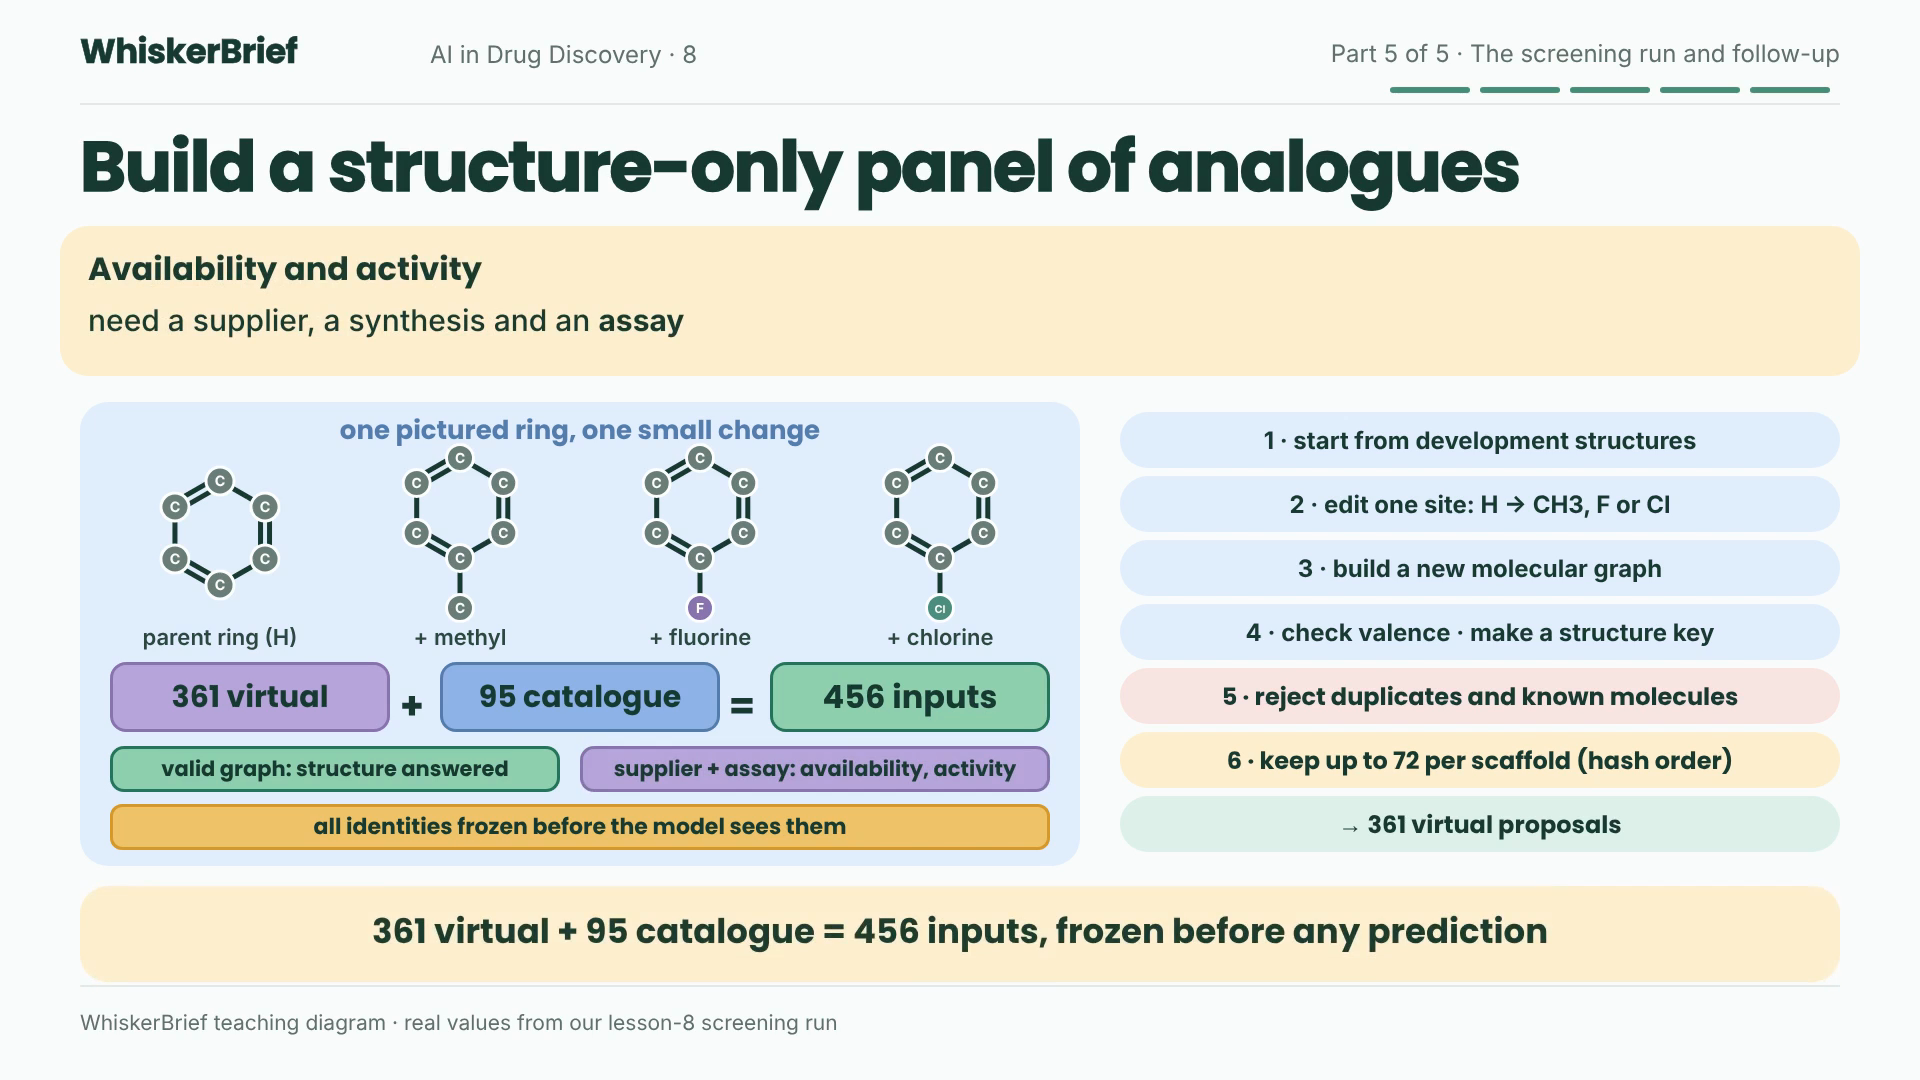 WhiskerBrief
AI in Drug Discovery · 8
Part 5 of 5 · The screening run and follow-up
Build a structure-only panel of analogues
Availability and activity
need a supplier, a synthesis and an assay
one pictured ring, one small change
C C C C C C
C C C C C C C
C C C C C C F
C C C C C C Cl
parent ring (H)
+ methyl
+ fluorine
+ chlorine
361 virtual + 95 catalogue = 456 inputs
valid graph: structure answered
supplier + assay: availability, activity
all identities frozen before the model sees them
1 · start from development structures
2 · edit one site: H → CH3, F or Cl
3 · build a new molecular graph
4 · check valence · make a structure key
5 · reject duplicates and known molecules
6 · keep up to 72 per scaffold (hash order)
→ 361 virtual proposals
361 virtual + 95 catalogue = 456 inputs, frozen before any prediction
WhiskerBrief teaching diagram · real values from our lesson-8 screening run